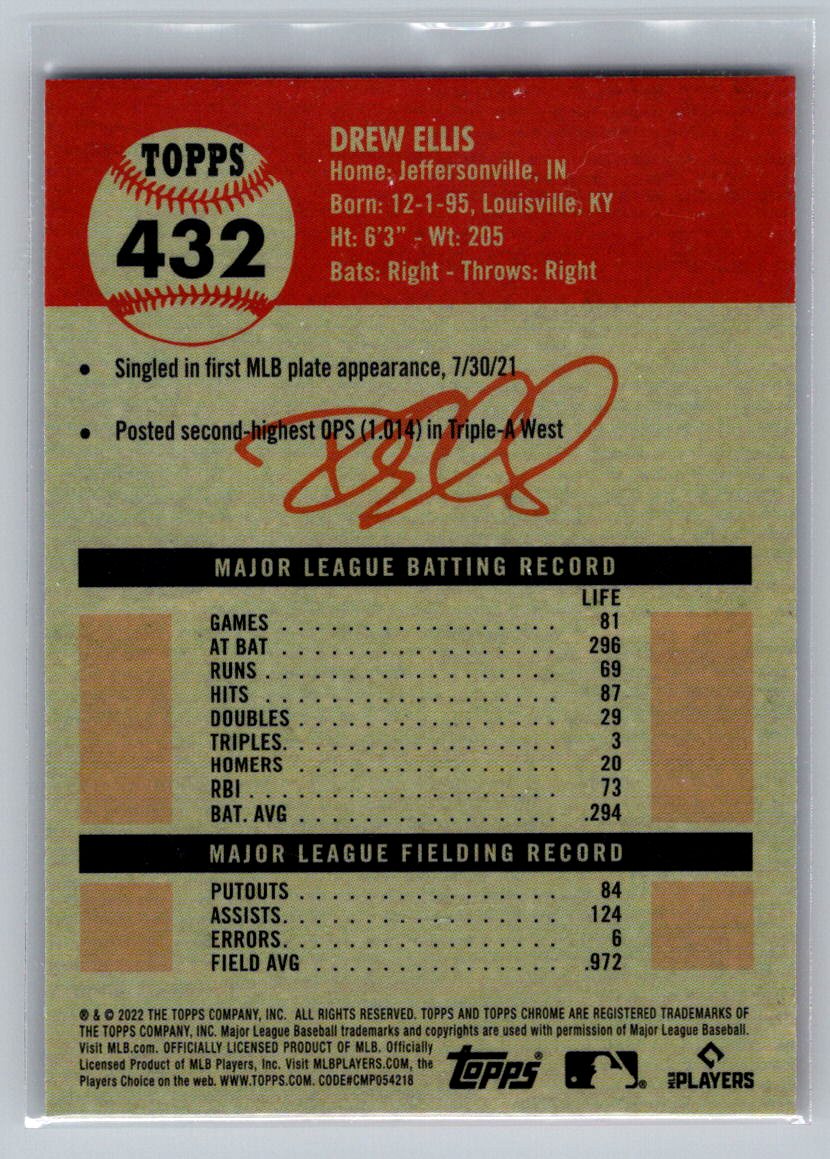 TOPPS
432
DREW ELLIS
Home: Jeffersonville, IN
Born: 12-1-95, Louisville, KY
Ht: 6'3" - Wt: 205
Bats: Right - Throws: Right
• Singled in first MLB plate appearance, 7/30/21
• Posted second-highest OPS (1.014) in Triple-A West
MAJOR LEAGUE BATTING RECORD
LIFE
GAMES . . . . . . . . . . . . . . . . . 81
AT BAT . . . . . . . . . . . . . . . . . 296
RUNS . . . . . . . . . . . . . . . . . . 69
HITS . . . . . . . . . . . . . . . . . . 87
DOUBLES . . . . . . . . . . . . . . . . 29
TRIPLES. . . . . . . . . . . . . . . . . 3
HOMERS . . . . . . . . . . . . . . . . 20
RBI . . . . . . . . . . . . . . . . . . . 73
BAT. AVG . . . . . . . . . . . . . . . . .294
MAJOR LEAGUE FIELDING RECORD
PUTOUTS . . . . . . . . . . . . . . . . 84
ASSISTS. . . . . . . . . . . . . . . . . 124
ERRORS. . . . . . . . . . . . . . . . . 6
FIELD AVG . . . . . . . . . . . . . . . .972
® & © 2022 THE TOPPS COMPANY, INC. ALL RIGHTS RESERVED. TOPPS AND TOPPS CHROME ARE REGISTERED TRADEMARKS OF
THE TOPPS COMPANY, INC. Major League Baseball trademarks and copyrights are used with permission of Major League Baseball.
Visit MLB.com. OFFICIALLY LICENSED PRODUCT OF MLB. Officially
Licensed Product of MLB Players, Inc. Visit MLBPLAYERS.COM, the
Players Choice on the web. WWW.TOPPS.COM. CODE#CMP054218
Topps®
®
MLB PLAYERS